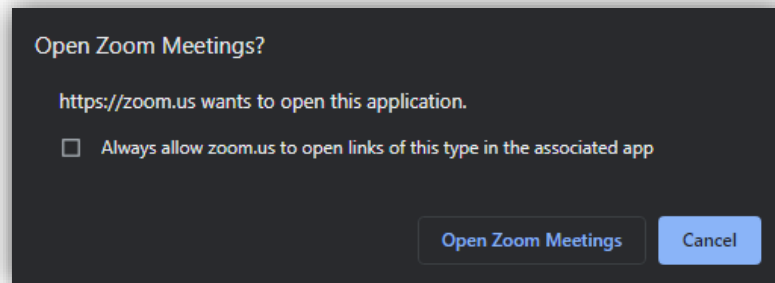 Open Zoom Meetings?
https://zoom.us wants to open this application.
Always allow zoom.us to open links of this type in the associated app
Open Zoom Meetings
Cancel